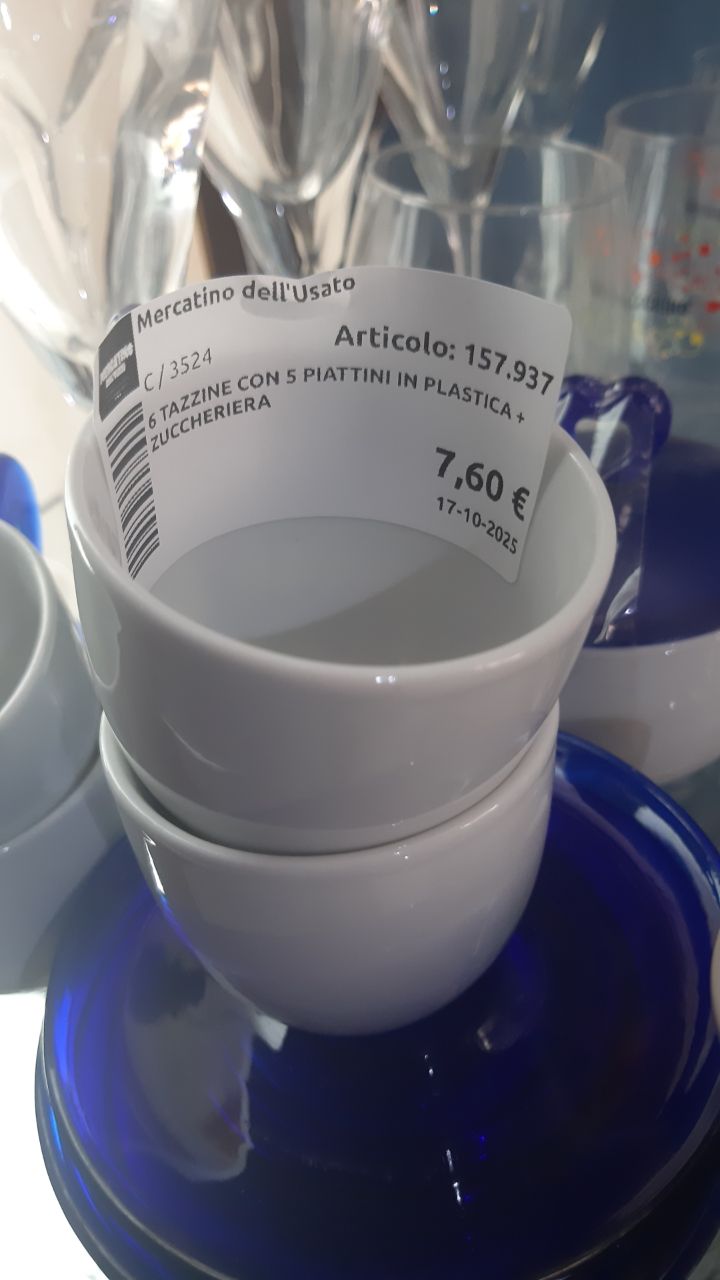 Mercatino dell'Usato
Articolo: 157.937
C/3524
6 TAZZINE CON 5 PIATTINI IN PLASTICA +
ZUCCHERIERA
7,60 €
17-10-2025